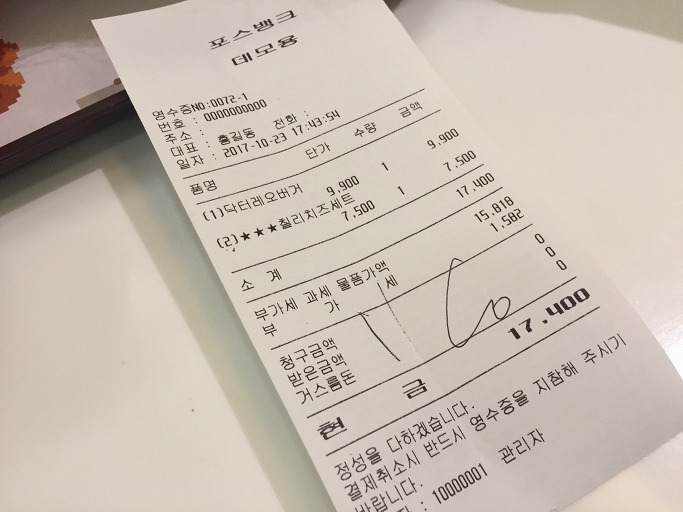 포스뱅크
데모용
영수증NO:0072-1
번호 : 0000000000
주소 :
대표 : 홍길동 전화 :
일자 : 2017-10-23 17:43:54
품명 단가 수량 금액
(1)닥터레오버거
9,900 1 9,900
(2)★★★칠리치즈세트
7,500 1 7,500
소 계 17,400
부가세 과세 물품가액 15,818
부 가 세 1,582
청구금액 0
받은금액 0
거스름돈 0
현 금 17,400
정성을 다하겠습니다.
결제취소시 반드시 영수증을 지참해 주시기
바랍니다.
: 10000001 관리자